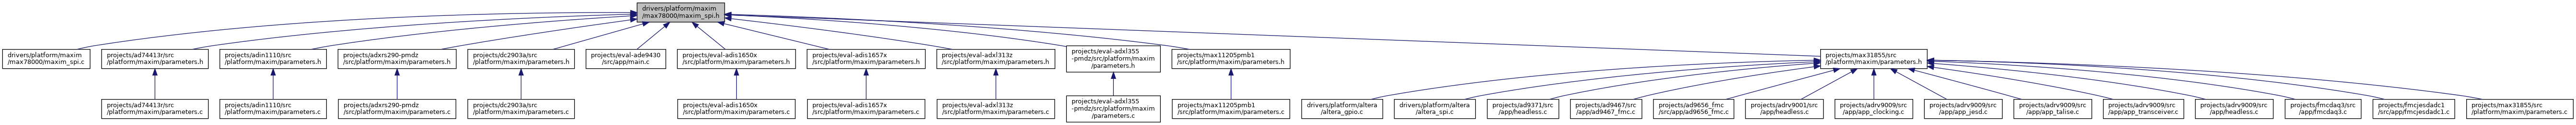 drivers/platform/maxim
/max78000/maxim_spi.h
drivers/platform/maxim
/max78000/maxim_spi.c
projects/ad74413r/src
/platform/maxim/parameters.h
projects/adin1110/src
/platform/maxim/parameters.h
projects/adxrs290-pmdz
/src/platform/maxim/parameters.h
projects/dc2903a/src
/platform/maxim/parameters.h
projects/eval-ade9430
/src/app/main.c
projects/eval-adis1650x
/src/platform/maxim/parameters.h
projects/eval-adis1657x
/src/platform/maxim/parameters.h
projects/eval-adxl313z
/src/platform/maxim/parameters.h
projects/eval-adxl355
-pmdz/src/platform/maxim
/parameters.h
projects/max11205pmb1
/src/platform/maxim/parameters.h
projects/max31855/src
/platform/maxim/parameters.h
projects/ad74413r/src
/platform/maxim/parameters.c
projects/adin1110/src
/platform/maxim/parameters.c
projects/adxrs290-pmdz
/src/platform/maxim/parameters.c
projects/dc2903a/src
/platform/maxim/parameters.c
projects/eval-adis1650x
/src/platform/maxim/parameters.c
projects/eval-adis1657x
/src/platform/maxim/parameters.c
projects/eval-adxl313z
/src/platform/maxim/parameters.c
projects/eval-adxl355
-pmdz/src/platform/maxim
/parameters.c
projects/max11205pmb1
/src/platform/maxim/parameters.c
drivers/platform/altera
/altera_gpio.c
drivers/platform/altera
/altera_spi.c
projects/ad9371/src
/app/headless.c
projects/ad9467/src
/app/ad9467_fmc.c
projects/ad9656_fmc
/src/app/ad9656_fmc.c
projects/adrv9001/src
/app/headless.c
projects/adrv9009/src
/app/app_clocking.c
projects/adrv9009/src
/app/app_jesd.c
projects/adrv9009/src
/app/app_talise.c
projects/adrv9009/src
/app/app_transceiver.c
projects/adrv9009/src
/app/headless.c
projects/fmcdaq3/src
/app/fmcdaq3.c
projects/fmcjesdadc1
/src/app/fmcjesdadc1.c
projects/max31855/src
/platform/maxim/parameters.c